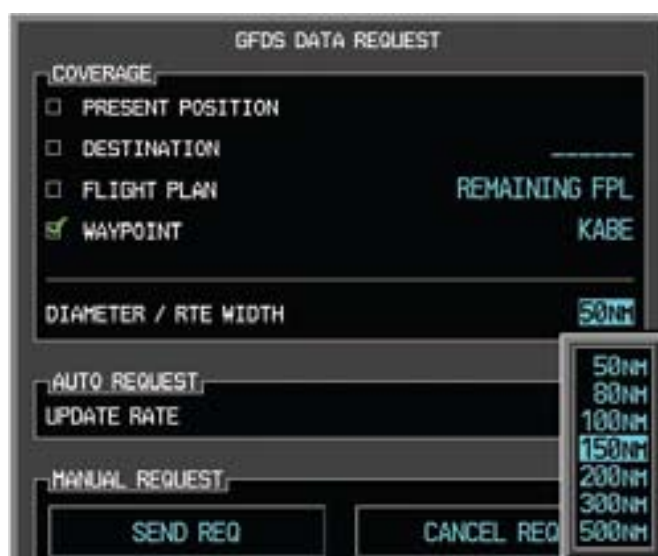 GFDS DATA REQUEST
COVERAGE
PRESENT POSITION
DESTINATION ______
FLIGHT PLAN REMAINING FPL
WAYPOINT KABE
DIAMETER / RTE WIDTH 50NM
50NM
80NM
100NM
150NM
200NM
300NM
500NM
AUTO REQUEST
UPDATE RATE
MANUAL REQUEST
SEND REQ CANCEL REQ